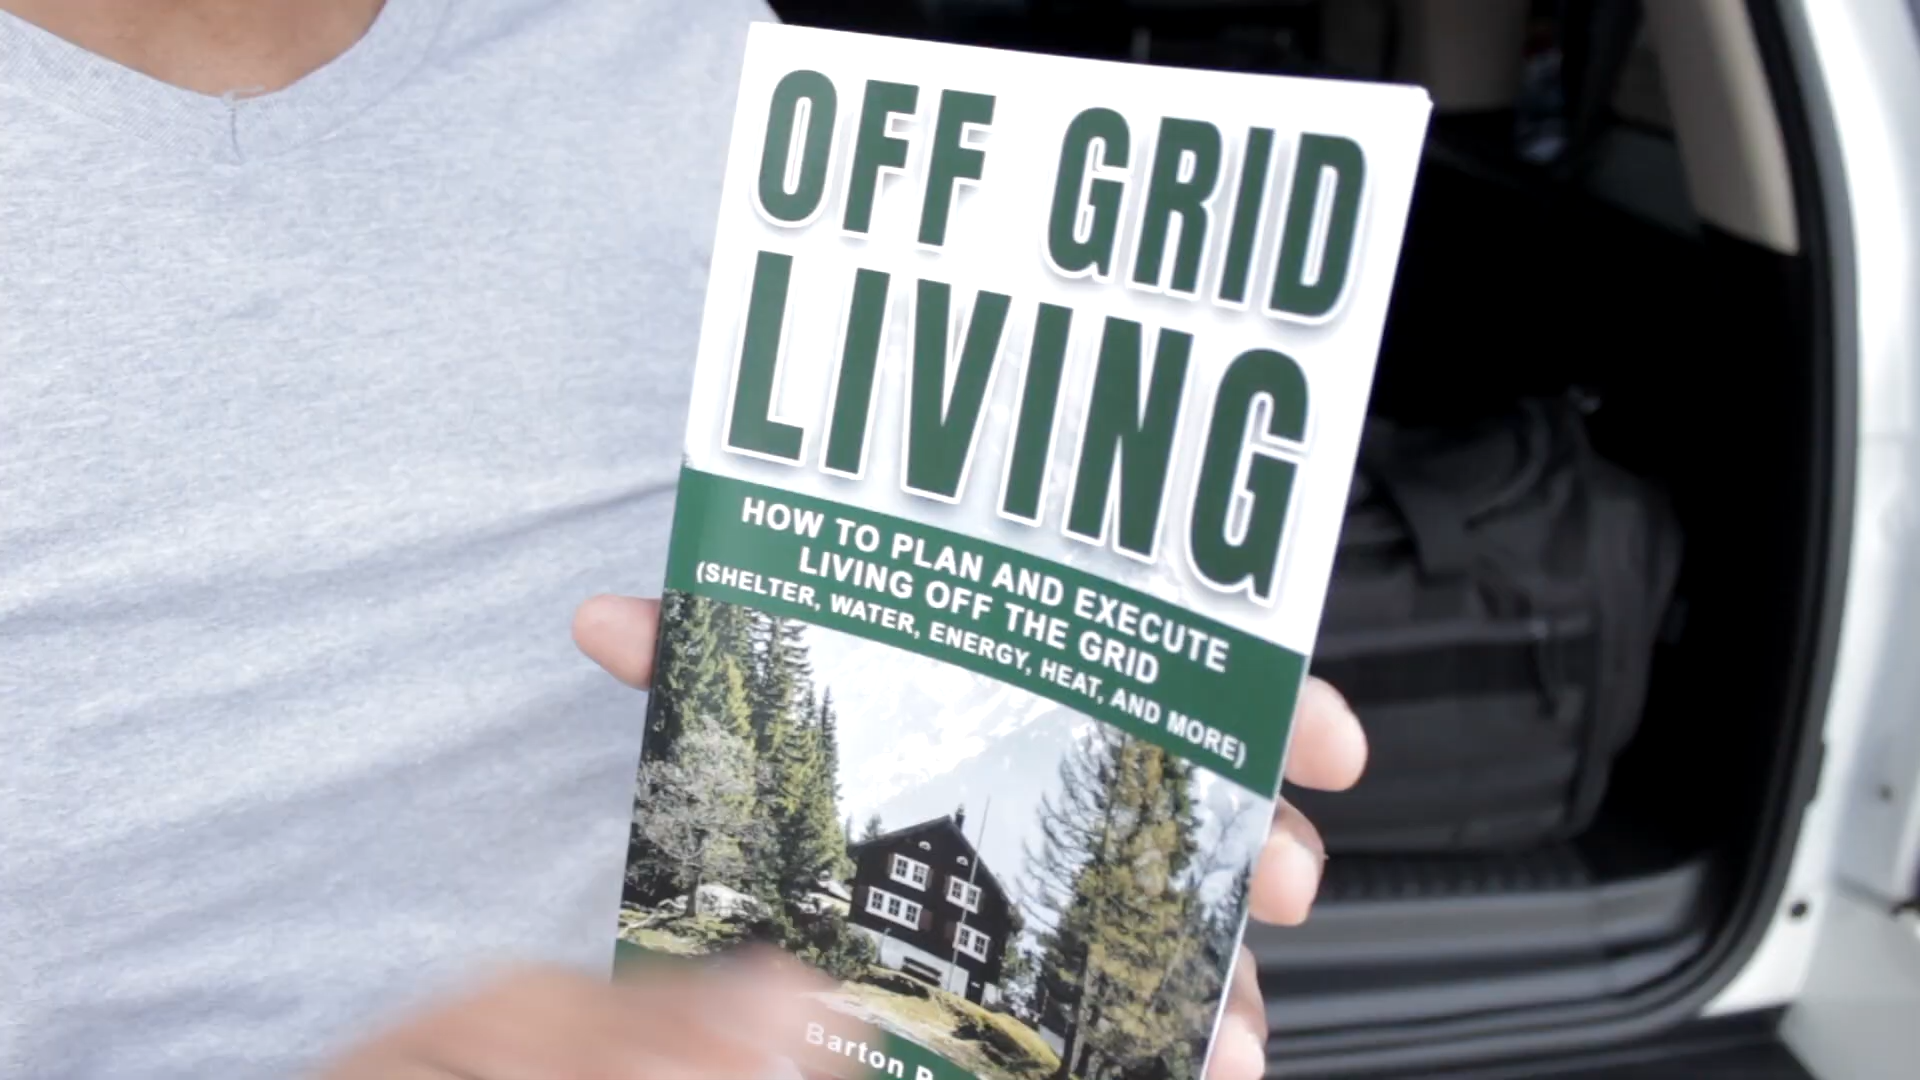 OFF GRID
LIVING
HOW TO PLAN AND EXECUTE
LIVING OFF THE GRID
(SHELTER, WATER, ENERGY, HEAT, AND MORE)
Barton